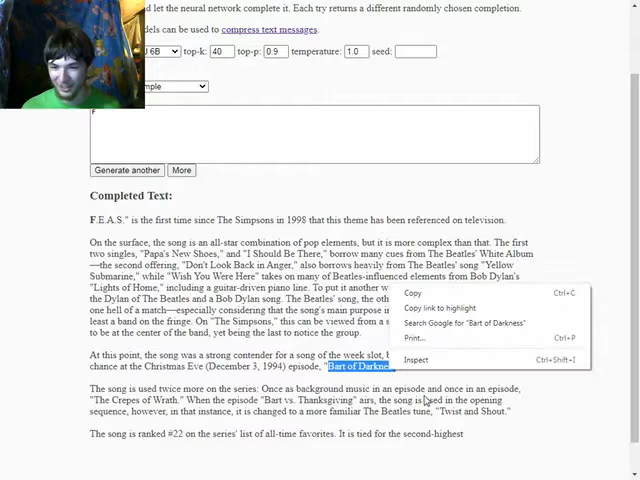 nd let the neural network complete it. Each try returns a different randomly chosen completion.
dels can be used to compress text messages.
J 6B top-k: 40 top-p: 0.9 temperature: 1.0 seed:
mple
F
Generate another More
Completed Text:
F.E.A.S." is the first time since The Simpsons in 1998 that this theme has been referenced on television.
On the surface, the song is an all-star combination of pop elements, but it is more complex than that. The first
two singles, "Papa's New Shoes," and "I Should Be There," borrow many cues from The Beatles' White Album
—the second offering, "Don't Look Back in Anger," also borrows heavily from The Beatles' song "Yellow
Submarine," while "Wish You Were Here" takes on many of Beatles-influenced elements from Bob Dylan's
"Lights of Home," including a guitar-driven piano line. To put it another w
the Dylan of The Beatles and a Bob Dylan song. The Beatles' song, the oth
one hell of a match—especially considering that the song's main purpose i
least a band on the fringe. On "The Simpsons," this can be viewed from a s
to be at the center of the band, yet being the last to notice the group.
At this point, the song was a strong contender for a song of the week slot, b
chance at the Christmas Eve (December 3, 1994) episode, "Bart of Darknes
The song is used twice more on the series: Once as background music in an episode and once in an episode,
"The Crepes of Wrath." When the episode "Bart vs. Thanksgiving" airs, the song is used in the opening
sequence, however, in that instance, it is changed to a more familiar The Beatles tune, "Twist and Shout."
The song is ranked #22 on the series' list of all-time favorites. It is tied for the second-highest
Copy Ctrl+C
Copy link to highlight
Search Google for "Bart of Darkness"
Print... Ctrl+P
Inspect Ctrl+Shift+I